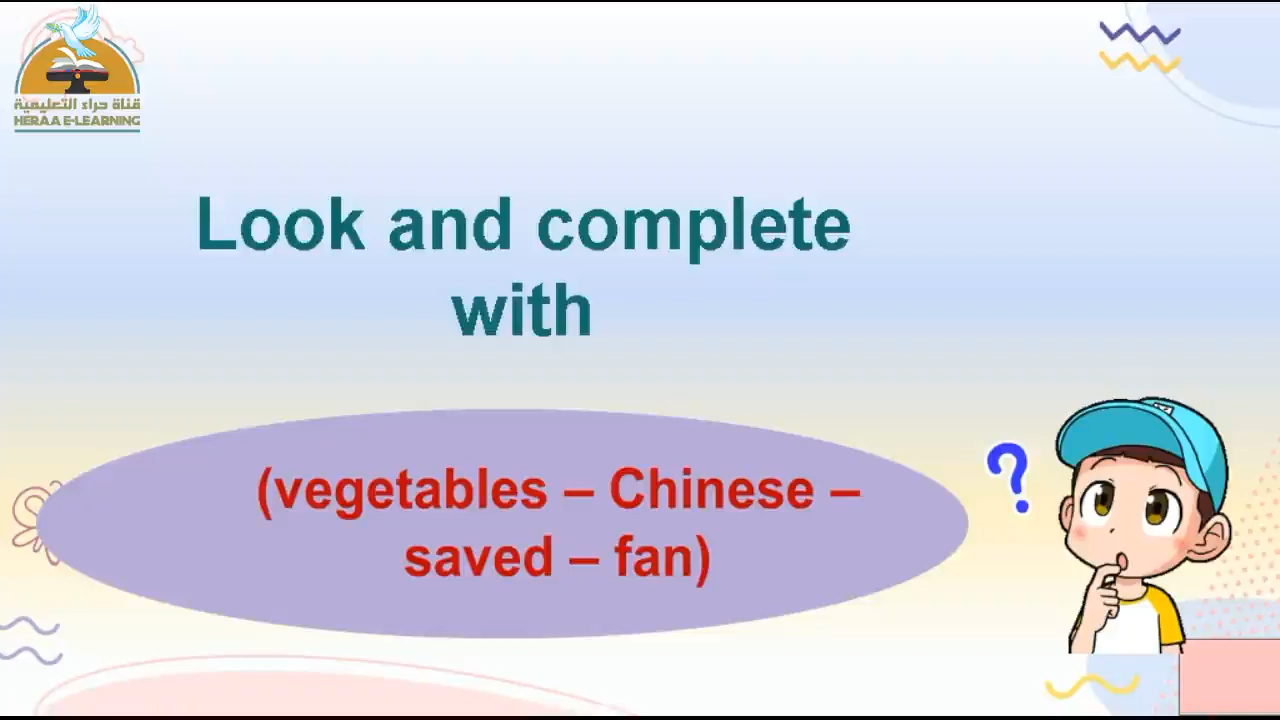 قناة حراء التعليمية
HERAA E-LEARNING
Look and complete
with
(vegetables – Chinese –
saved – fan)
?